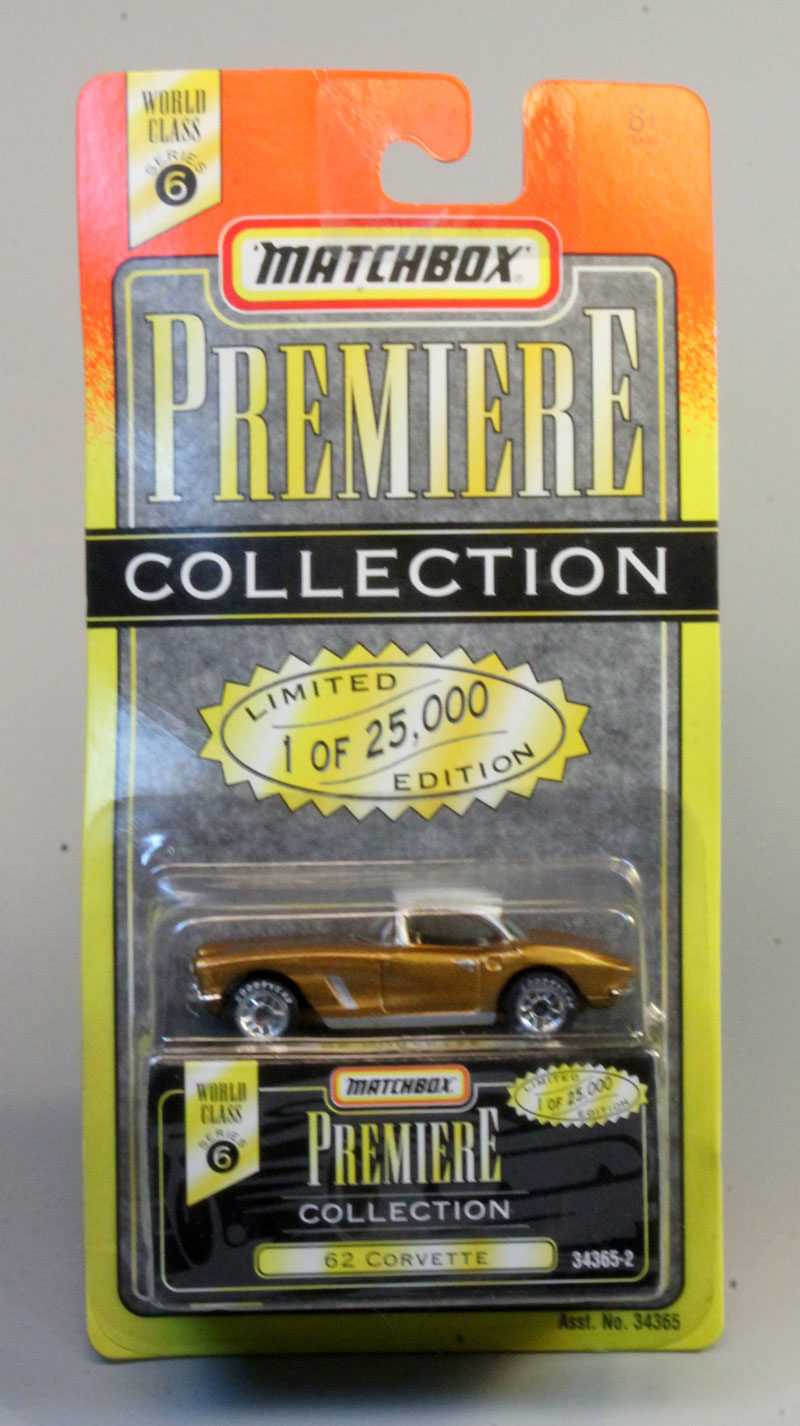 WORLD
CLASS
SERIES
6
8+
MATCHBOX®
PREMIERE
COLLECTION
LIMITED
1 OF 25,000
EDITION
GOODYEAR
WORLD
CLASS
SERIES
6
MATCHBOX
LIMITED
1 OF 25,000
EDITION
PREMIERE
COLLECTION
62 CORVETTE
34365-2
Asst. No. 34365